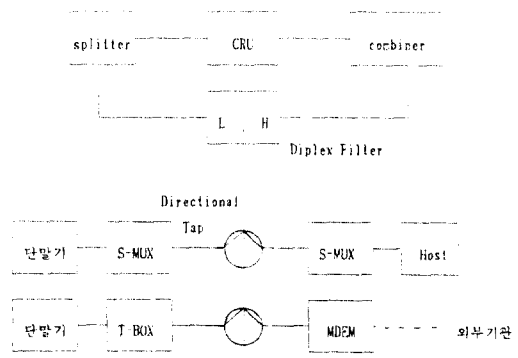 splitter CRU combiner
L H
Diplex Filter
Directional
Tap
단말기 S-MUX S-MUX Host
단말기 T-BOX MDEM 외부기관